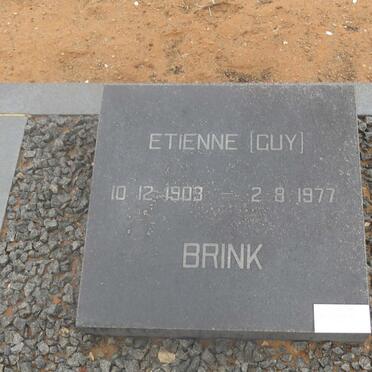 ETIENNE (GUY)
10 12 1903 — 2 8 1977
BRINK